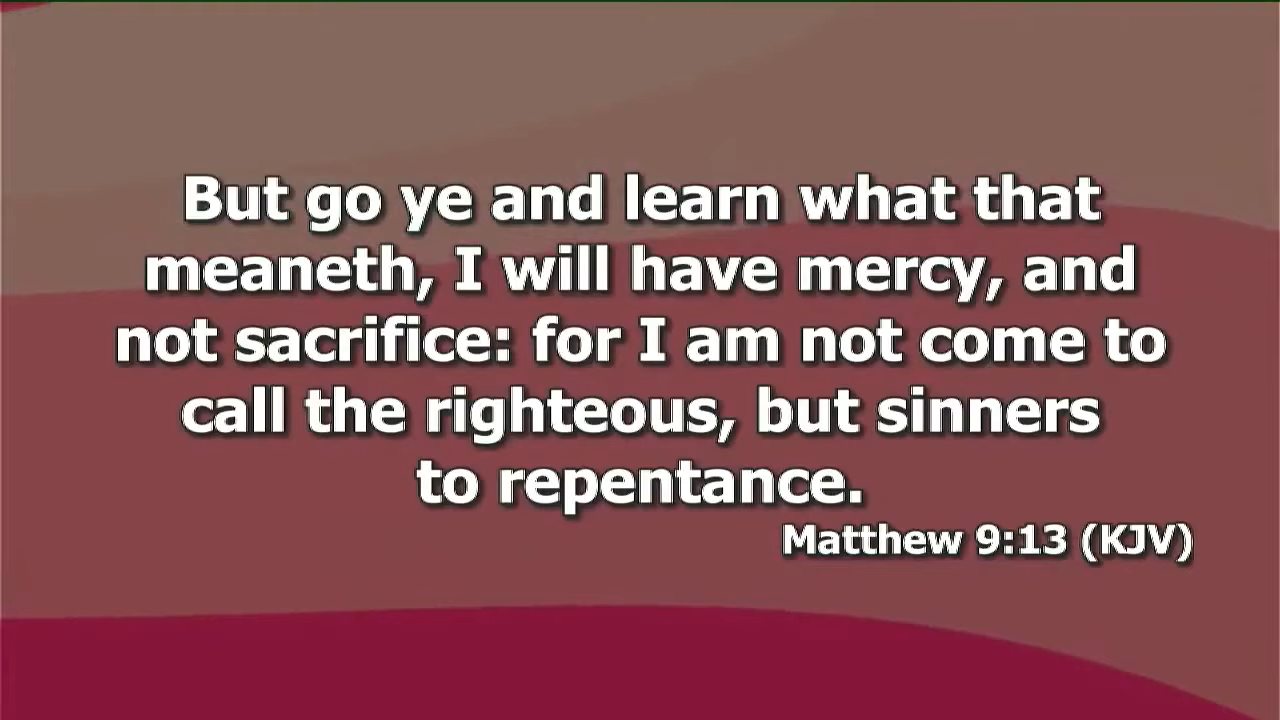 But go ye and learn what that
meaneth, I will have mercy, and
not sacrifice: for I am not come to
call the righteous, but sinners
to repentance.
Matthew 9:13 (KJV)